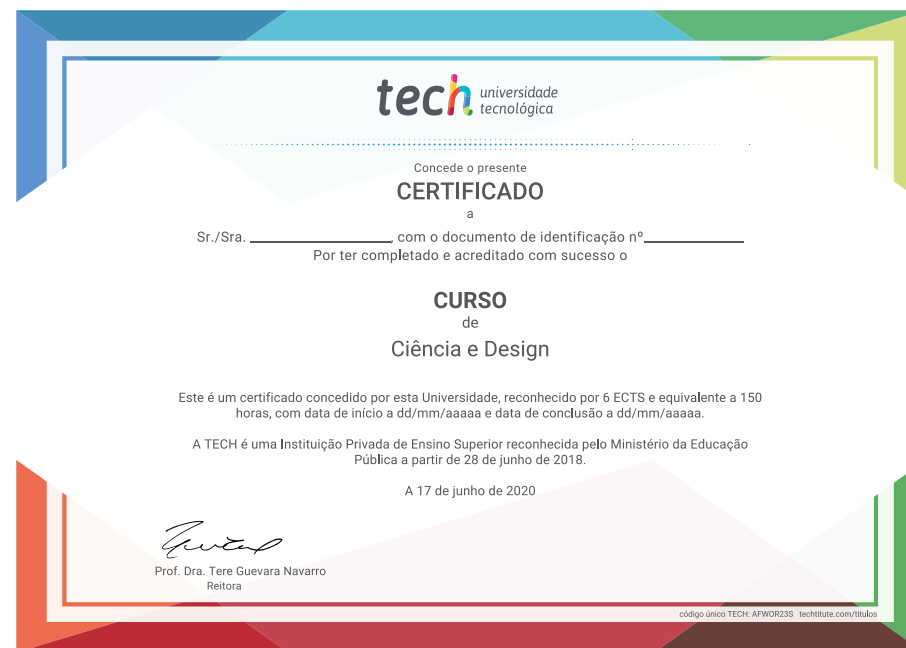 tech universidade
tecnológica
Concede o presente
CERTIFICADO
a
Sr./Sra. ____________, com o documento de identificação nº____________
Por ter completado e acreditado com sucesso o
CURSO
de
Ciência e Design
Este é um certificado concedido por esta Universidade, reconhecido por 6 ECTS e equivalente a 150
horas, com data de início a dd/mm/aaaaa e data de conclusão a dd/mm/aaaaa.
A TECH é uma Instituição Privada de Ensino Superior reconhecida pelo Ministério da Educação
Pública a partir de 28 de junho de 2018.
A 17 de junho de 2020
Prof. Dra. Tere Guevara Navarro
Reitora
código único TECH: AFWOR23S techtitute.com/titulos